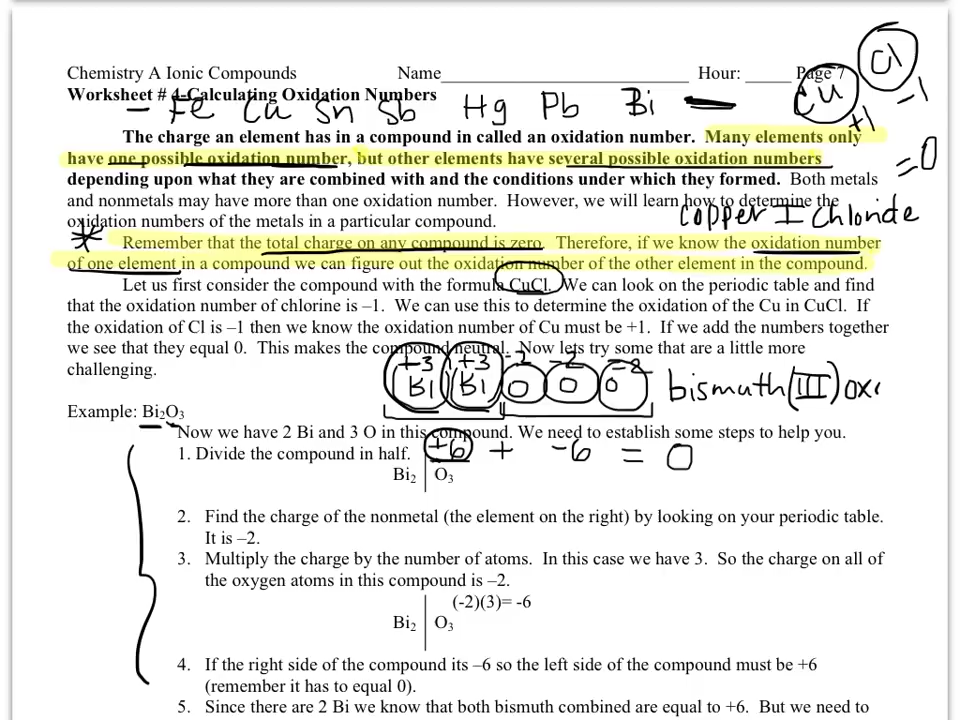 Cl
Chemistry A Ionic Compounds Name____________________________ Hour: _____ Page 7
Cu -1
Worksheet # 4-Calculating Oxidation Numbers
– Fe Cu Sn Sb Hg Pb Bi —
+1
The charge an element has in a compound in called an oxidation number. Many elements only
have one possible oxidation number, but other elements have several possible oxidation numbers
=0
depending upon what they are combined with and the conditions under which they formed. Both metals
and nonmetals may have more than one oxidation number. However, we will learn how to determine the
oxidation numbers of the metals in a particular compound.
copper I chloride
* Remember that the total charge on any compound is zero. Therefore, if we know the oxidation number
of one element in a compound we can figure out the oxidation number of the other element in the compound.
Let us first consider the compound with the formula CuCl. We can look on the periodic table and find
that the oxidation number of chlorine is –1. We can use this to determine the oxidation of the Cu in CuCl. If
the oxidation of Cl is –1 then we know the oxidation number of Cu must be +1. If we add the numbers together
we see that they equal 0. This makes the compound neutral. Now lets try some that are a little more
challenging.
+3 +3 -2 -2 -2
Bi Bi O O O bismuth (III) oxi
Example: Bi₂O₃
Now we have 2 Bi and 3 O in this compound. We need to establish some steps to help you.
1. Divide the compound in half.
+6 + -6 = 0
Bi₂ O₃
2. Find the charge of the nonmetal (the element on the right) by looking on your periodic table.
It is –2.
3. Multiply the charge by the number of atoms. In this case we have 3. So the charge on all of
the oxygen atoms in this compound is –2.
(-2)(3)= -6
Bi₂ O₃
4. If the right side of the compound its –6 so the left side of the compound must be +6
(remember it has to equal 0).
5. Since there are 2 Bi we know that both bismuth combined are equal to +6. But we need to